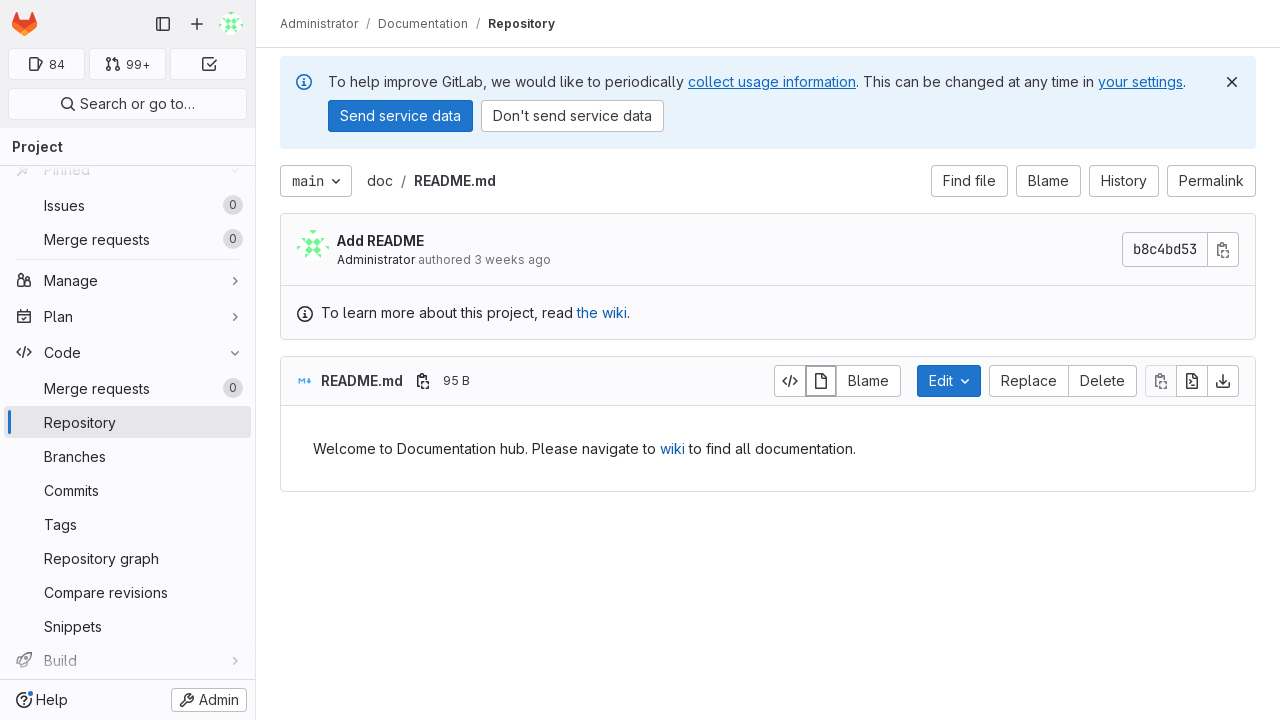 Administrator / Documentation / Repository
84 99+
Search or go to…
Project
Pinned
Issues 0
Merge requests 0
Manage
Plan
Code
Merge requests 0
Repository
Branches
Commits
Tags
Repository graph
Compare revisions
Snippets
Build
Help Admin
To help improve GitLab, we would like to periodically collect usage information. This can be changed at any time in your settings.
Send service data Don't send service data
main doc / README.md Find file Blame History Permalink
Add README
Administrator authored 3 weeks ago
b8c4bd53
To learn more about this project, read the wiki.
README.md 95 B Blame Edit Replace Delete
Welcome to Documentation hub. Please navigate to wiki to find all documentation.